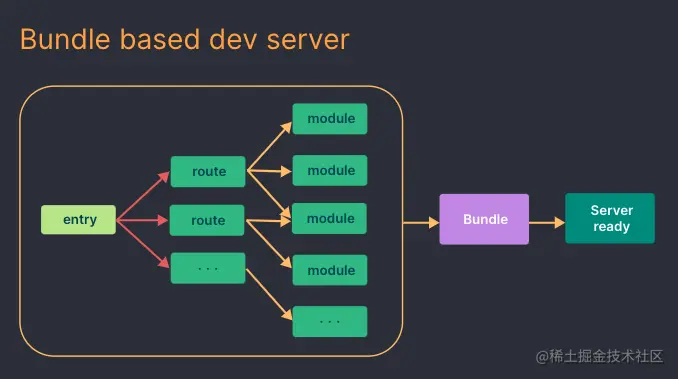 Bundle based dev server
module
route
module
entry
route
module
Bundle
Server
ready
· · ·
module
· · ·
@稀土掘金技术社区